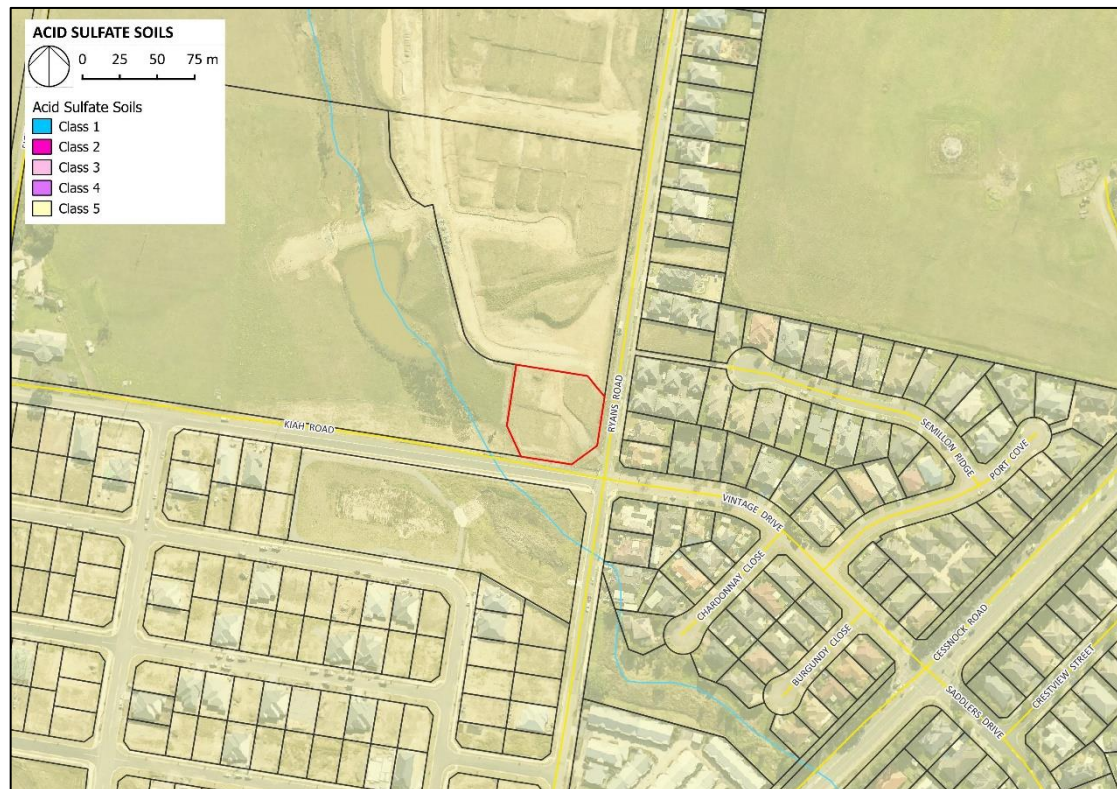 ACID SULFATE SOILS
0 25 50 75 m
Acid Sulfate Soils
Class 1
Class 2
Class 3
Class 4
Class 5
RYANS ROAD
KIAH ROAD
SEMILLON RIDGE
PORT COVE
VINTAGE DRIVE
CHARDONNAY CLOSE
BURGUNDY CLOSE
CESSNOCK ROAD
CRESTVIEW STREET
SADDLERS DRIVE